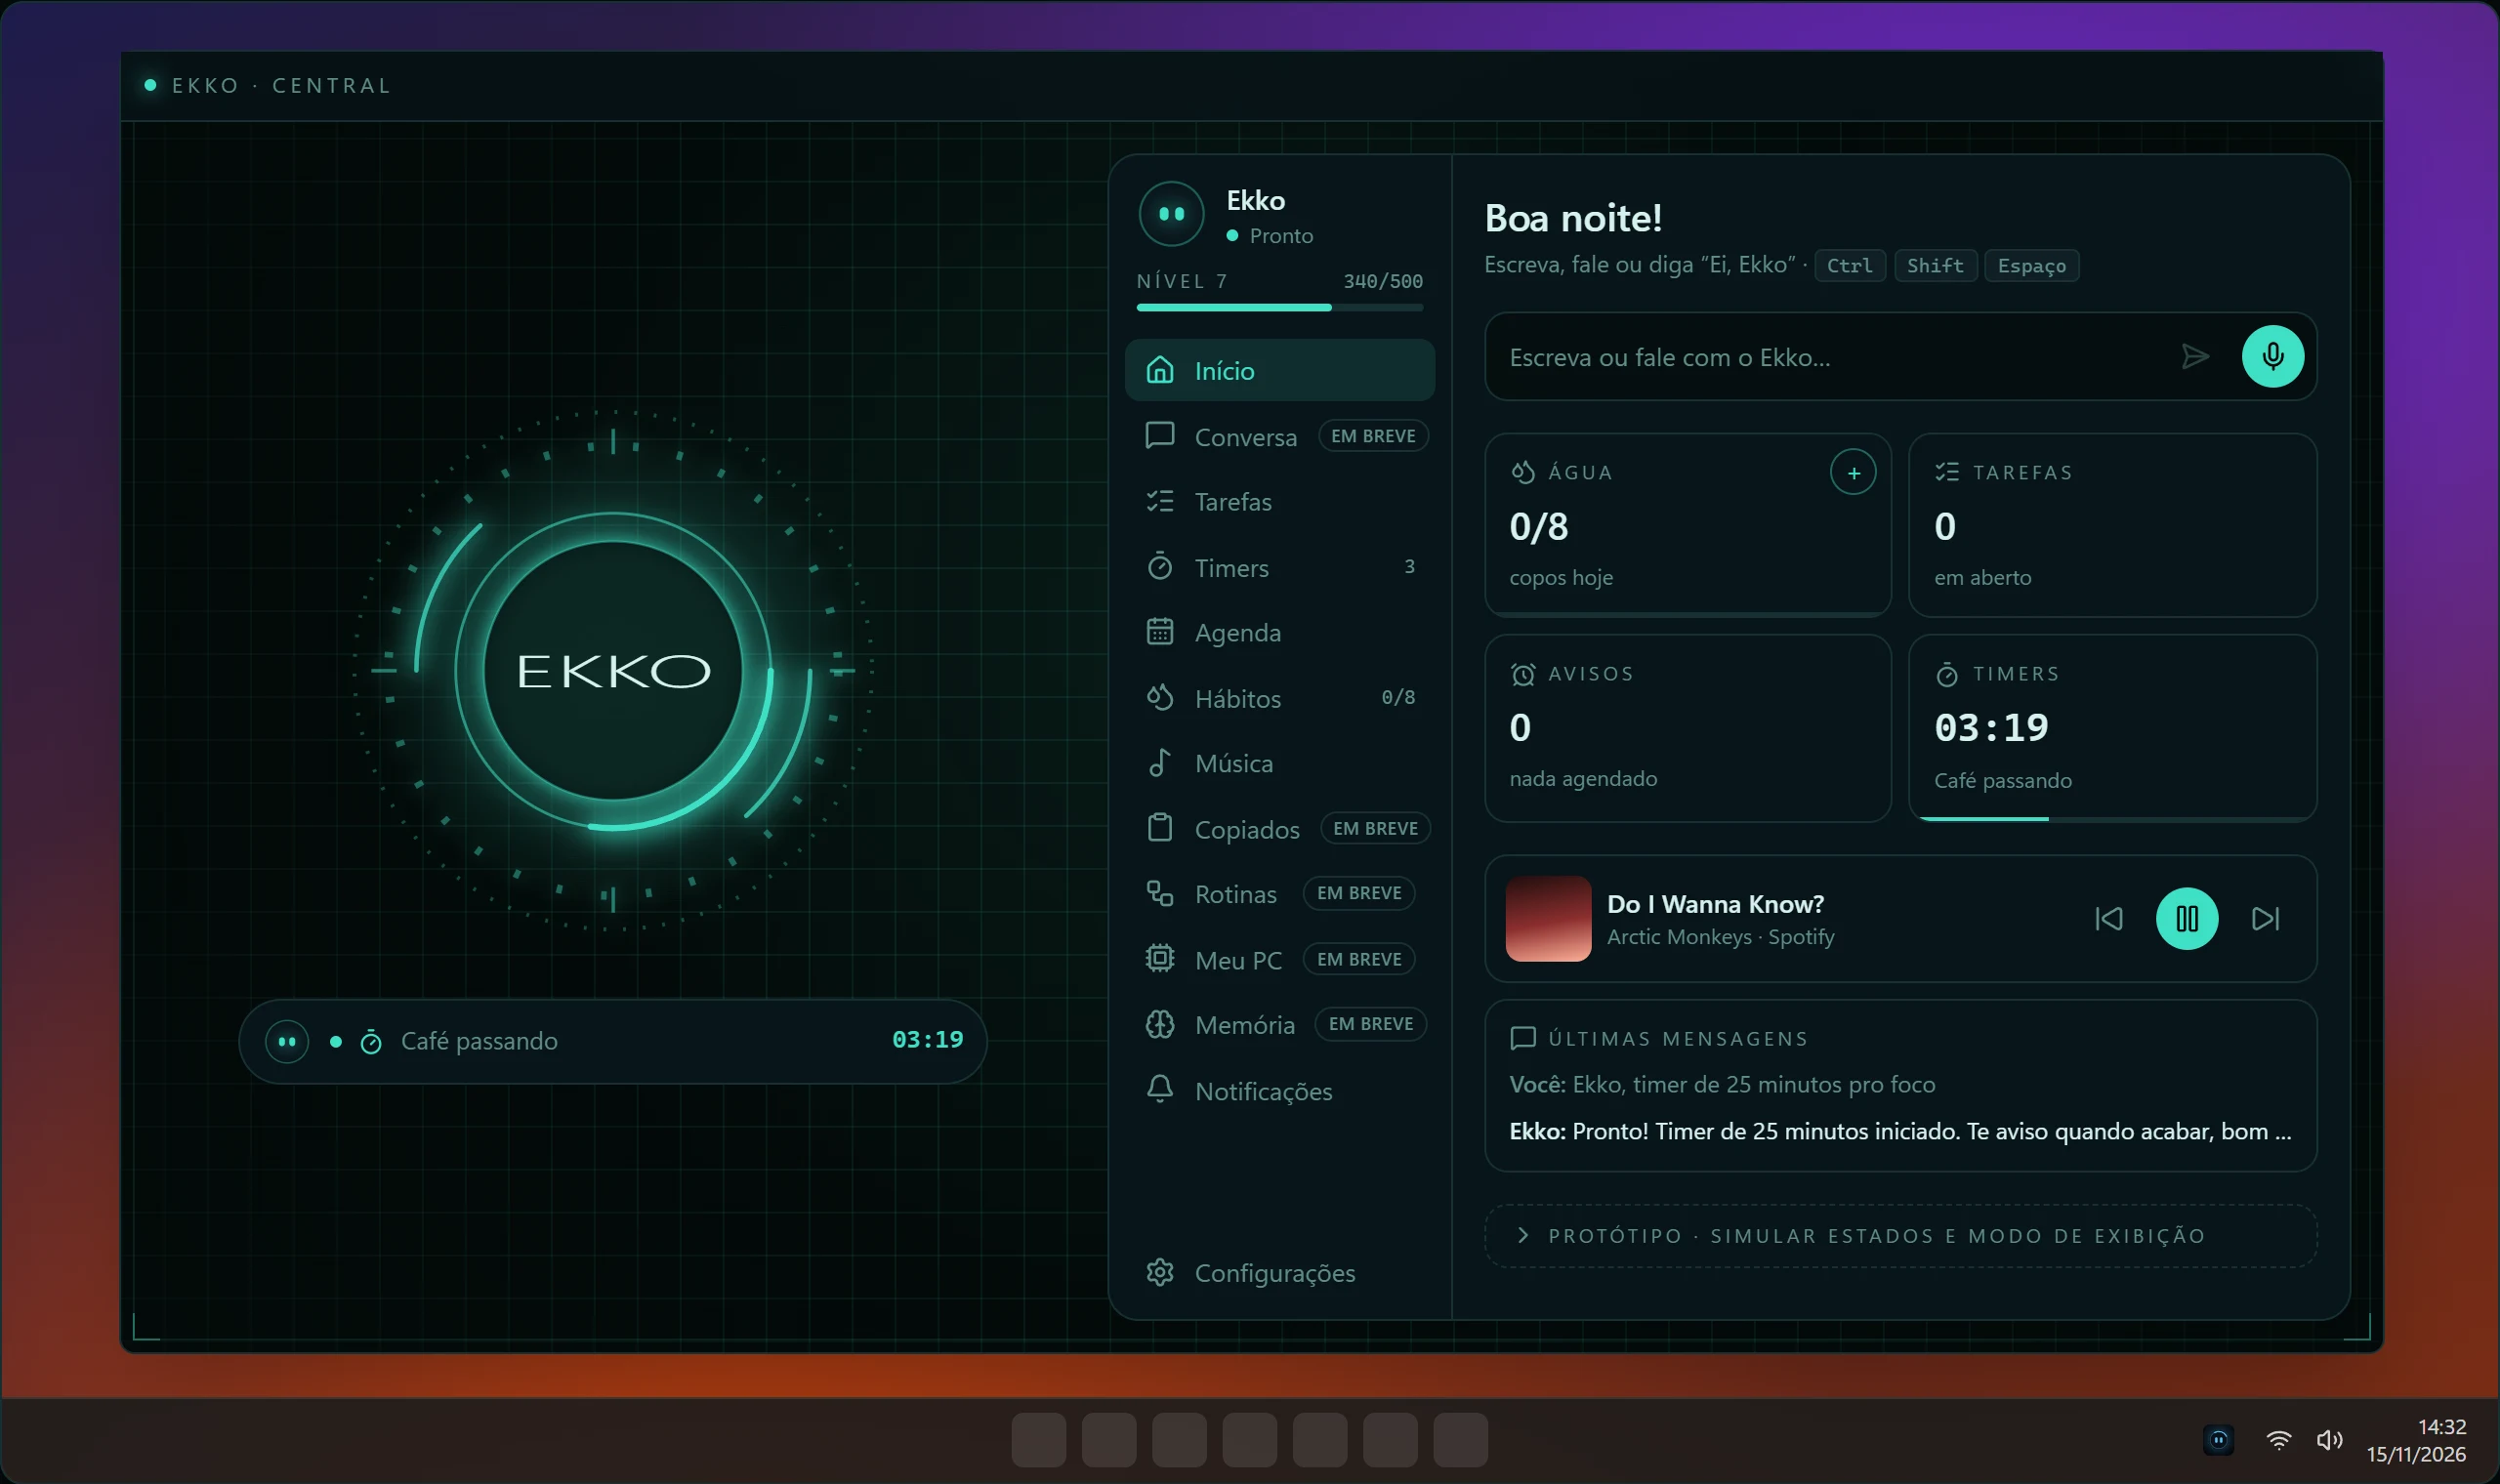 EKKO · CENTRAL
EKKO
Café passando 03:19
Ekko
Pronto
NÍVEL 7 340/500
Início
Conversa EM BREVE
Tarefas
Timers 3
Agenda
Hábitos 0/8
Música
Copiados EM BREVE
Rotinas EM BREVE
Meu PC EM BREVE
Memória EM BREVE
Notificações
Configurações
Boa noite!
Escreva, fale ou diga “Ei, Ekko” · Ctrl Shift Espaço
Escreva ou fale com o Ekko...
ÁGUA +
0/8
copos hoje
TAREFAS
0
em aberto
AVISOS
0
nada agendado
TIMERS
03:19
Café passando
Do I Wanna Know?
Arctic Monkeys · Spotify
ÚLTIMAS MENSAGENS
Você: Ekko, timer de 25 minutos pro foco
Ekko: Pronto! Timer de 25 minutos iniciado. Te aviso quando acabar, bom ...
PROTÓTIPO · SIMULAR ESTADOS E MODO DE EXIBIÇÃO
14:32
15/11/2026